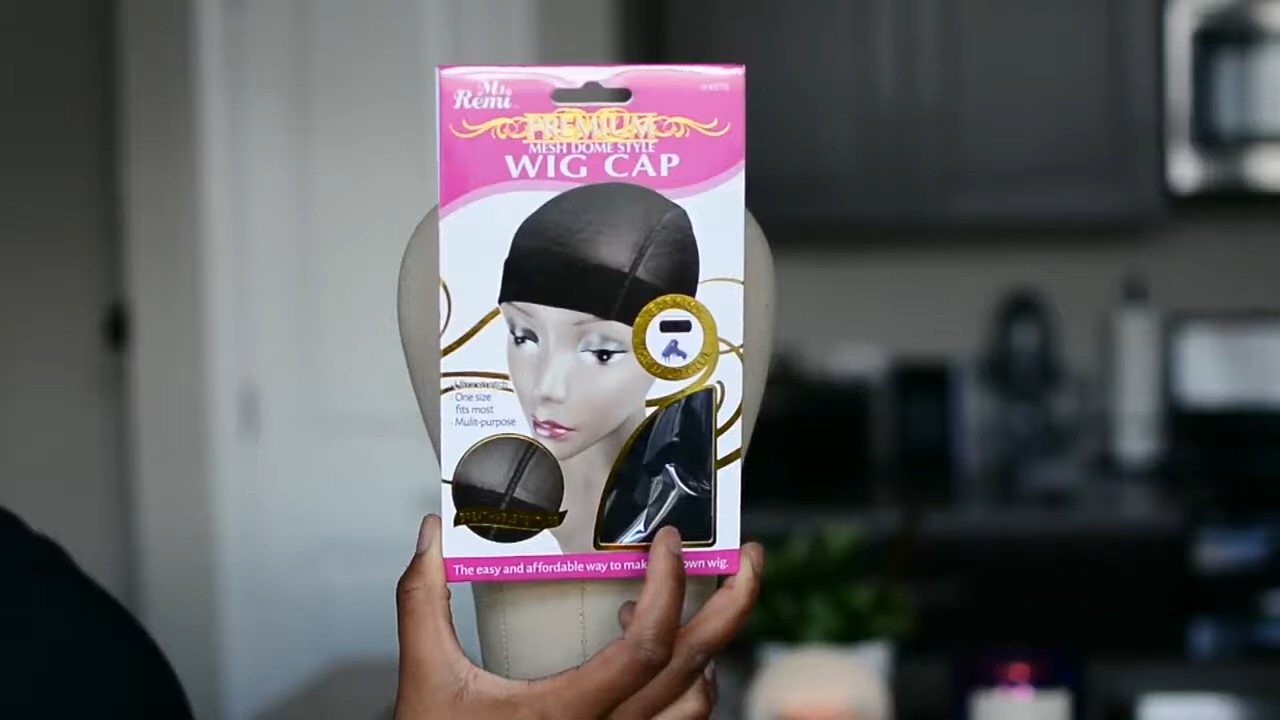 Ms.
Remi
PREMIUM
MESH DOME STYLE
WIG CAP
One size
fits most
Mulit-purpose
The easy and affordable way to mak own wig.